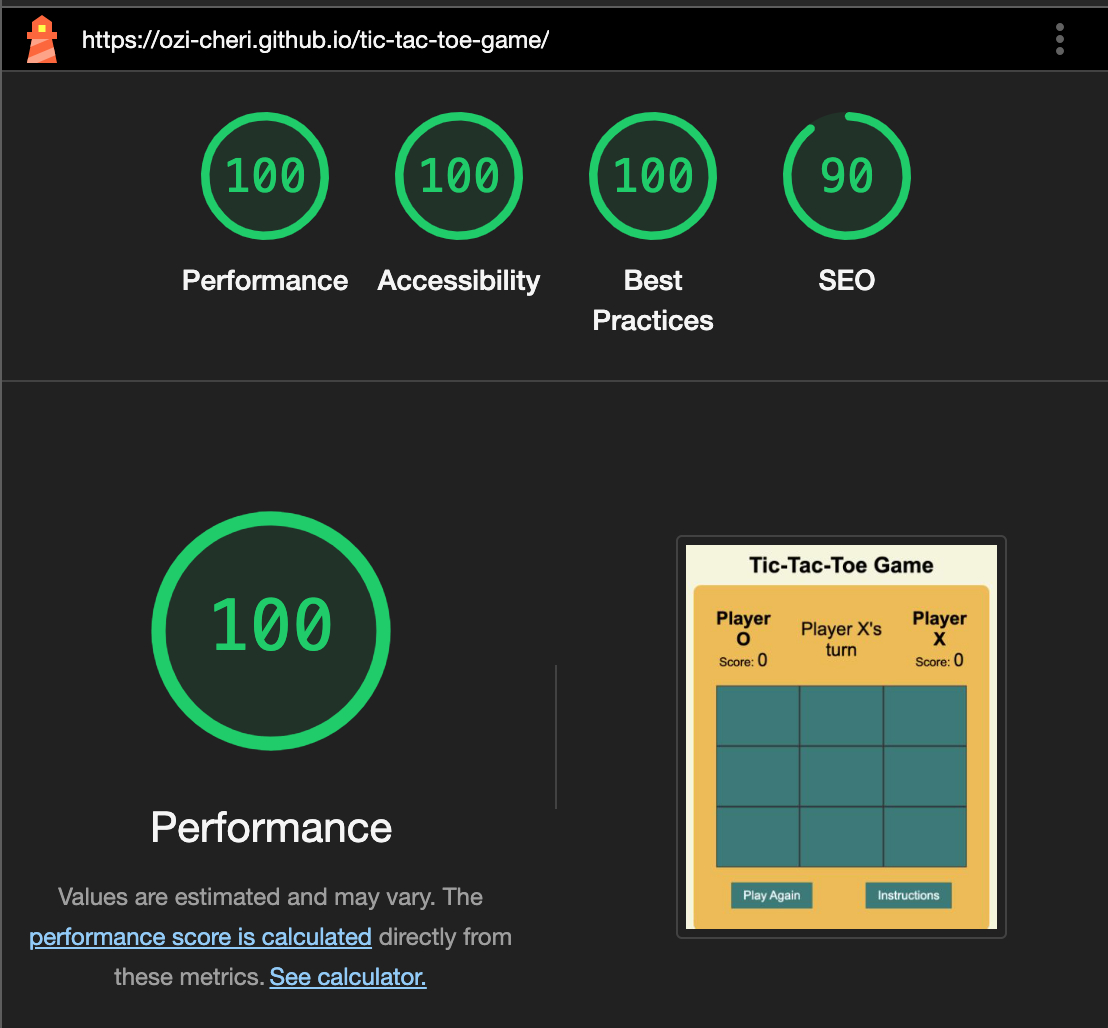 https://ozi-cheri.github.io/tic-tac-toe-game/
100
100
100
90
Performance
Accessibility
Best
Practices
SEO
100
Performance
Values are estimated and may vary. The
performance score is calculated directly from
these metrics. See calculator.
Tic-Tac-Toe Game
Player
O
Score: 0
Player X's
turn
Player
X
Score: 0
Play Again
Instructions